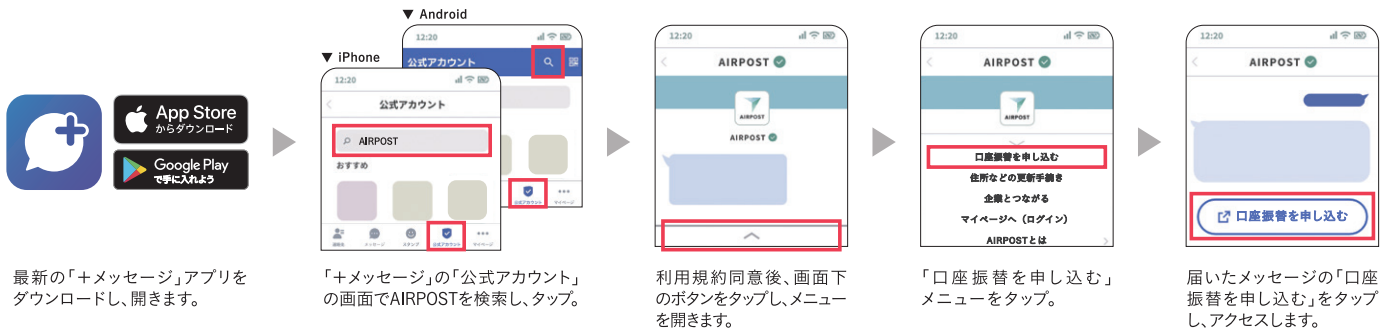 App Store
からダウンロード
Google Play
で手に入れよう
最新の「+メッセージ」アプリを
ダウンロードし、開きます。
▼ Android
12:20
公式アカウント
公式アカウント
マイページ
▼ iPhone
12:20
公式アカウント
AIRPOST
おすすめ
連絡先
メッセージ
スタンプ
公式アカウント
マイページ
「+メッセージ」の「公式アカウント」
の画面でAIRPOSTを検索し、タップ。
12:20
AIRPOST
AIRPOST
AIRPOST
利用規約同意後、画面下
のボタンをタップし、メニュー
を開きます。
12:20
AIRPOST
AIRPOST
口座振替を申し込む
住所などの更新手続き
企業とつながる
マイページへ（ログイン）
AIRPOSTとは
「口座振替を申し込む」
メニューをタップ。
12:20
AIRPOST
口座振替を申し込む
届いたメッセージの「口座
振替を申し込む」をタップ
し、アクセスします。